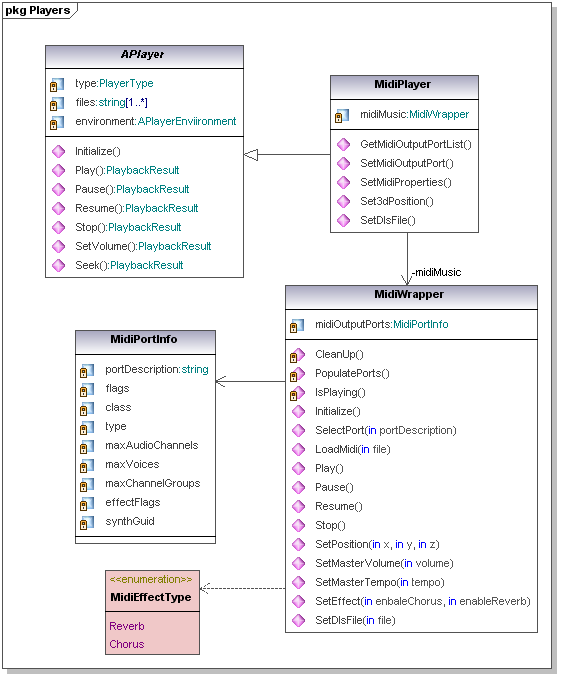 pkg Players
APlayer
type:PlayerType
files:string[1..*]
environment:APlayerEnviironment
Initialize()
Play():PlaybackResult
Pause():PlaybackResult
Resume():PlaybackResult
Stop():PlaybackResult
SetVolume():PlaybackResult
Seek():PlaybackResult
MidiPlayer
midiMusic:MidiWrapper
GetMidiOutputPortList()
SetMidiOutputPort()
SetMidiProperties()
Set3dPosition()
SetDlsFile()
-midiMusic
MidiWrapper
midiOutputPorts:MidiPortInfo
CleanUp()
PopulatePorts()
IsPlaying()
Initialize()
SelectPort(in portDescription)
LoadMidi(in file)
Play()
Pause()
Resume()
Stop()
SetPosition(in x, in y, in z)
SetMasterVolume(in volume)
SetMasterTempo(in tempo)
SetEffect(in enbaleChorus, in enableReverb)
SetDlsFile(in file)
MidiPortInfo
portDescription:string
flags
class
type
maxAudioChannels
maxVoices
maxChannelGroups
effectFlags
synthGuid
<<enumeration>>
MidiEffectType
Reverb
Chorus